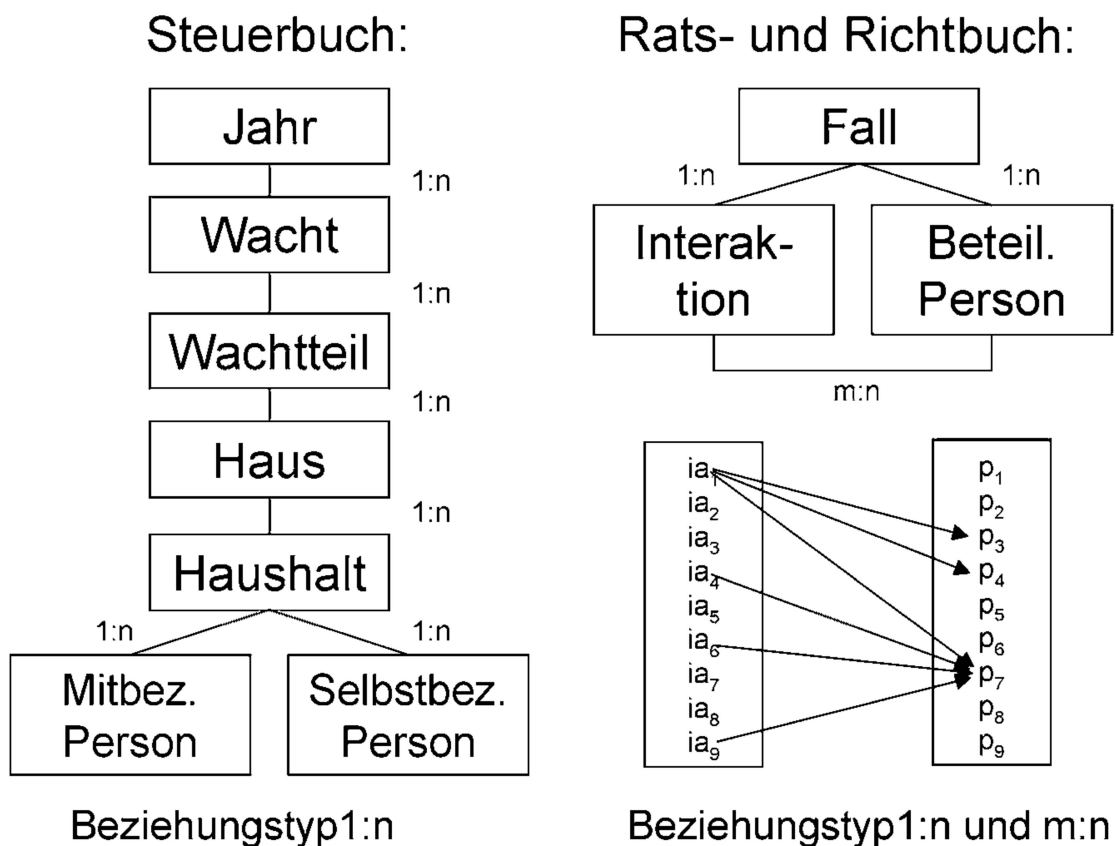 Steuerbuch:
Jahr
1:n
Wacht
1:n
Wachtteil
1:n
Haus
1:n
Haushalt
1:n
1:n
Mitbez.
Person
Selbstbez.
Person
Beziehungstyp1:n
Rats- und Richtbuch:
Fall
1:n
1:n
Interak-
tion
Beteil.
Person
m:n
ia₁
ia₂
ia₃
ia₄
ia₅
ia₆
ia₇
ia₈
ia₉
p₁
p₂
p₃
p₄
p₅
p₆
p₇
p₈
p₉
Beziehungstyp1:n und m:n